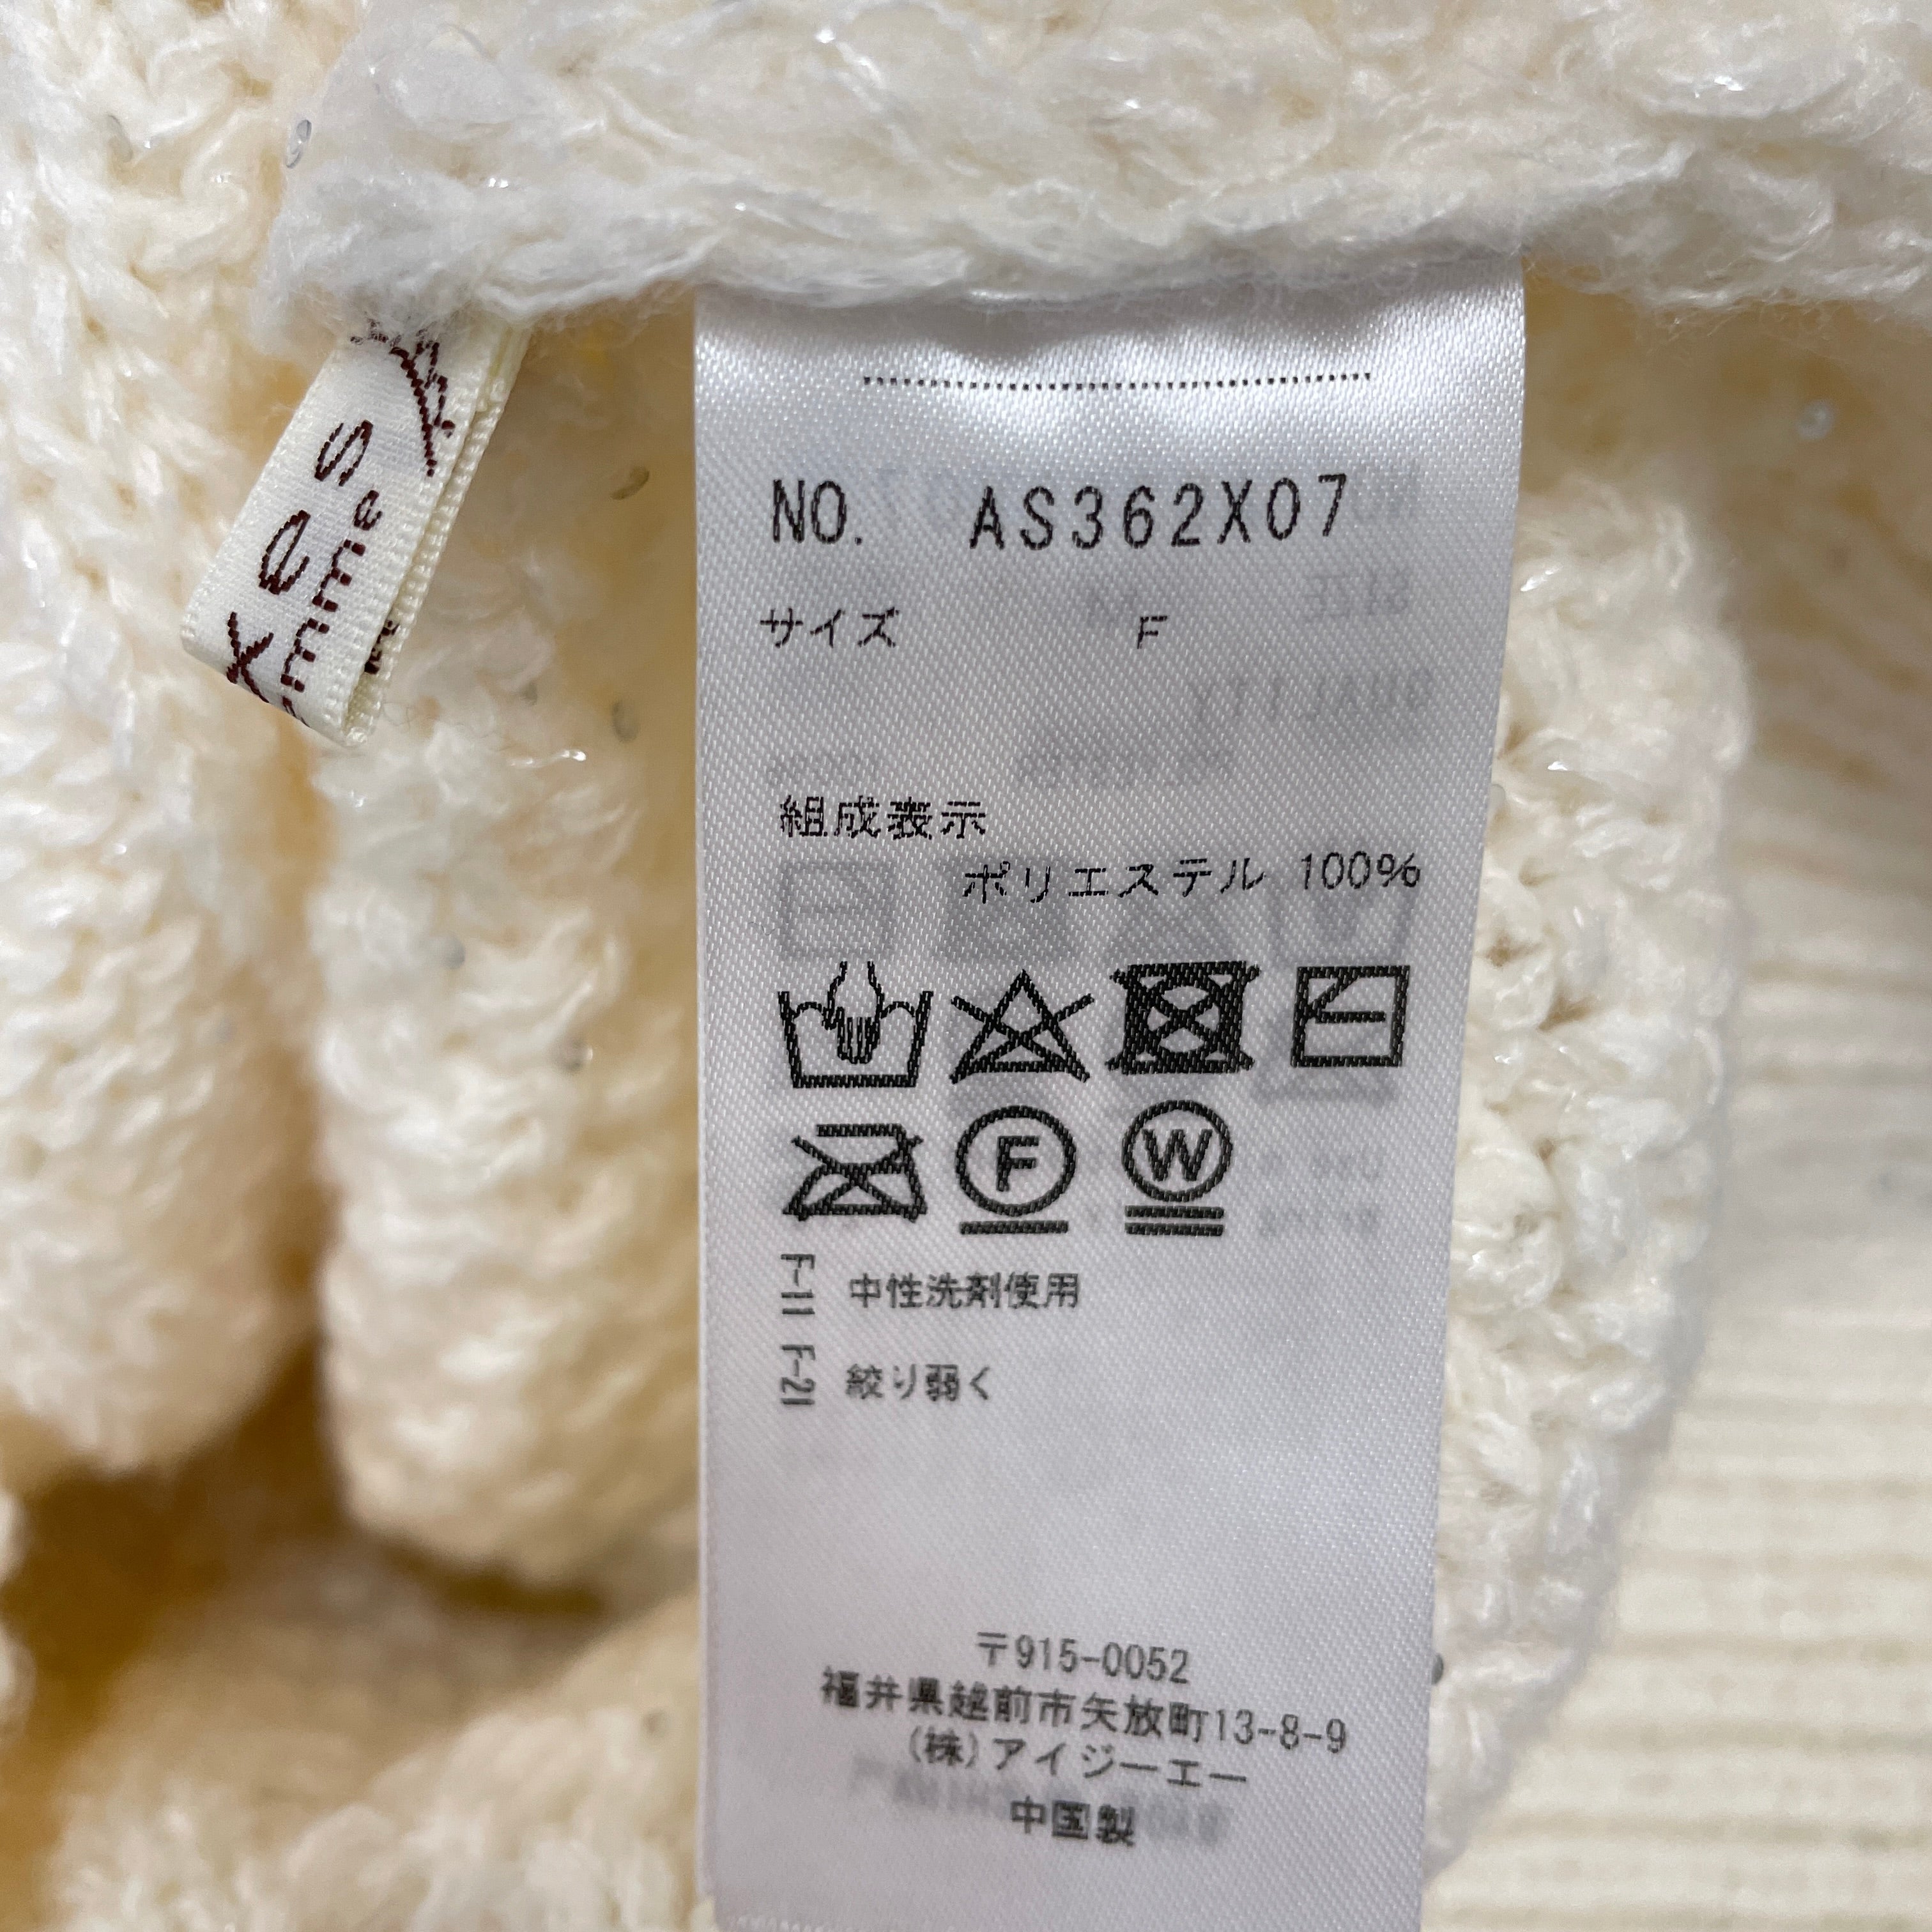 NO. AS362X07
サイズ F
組成表示
ポリエステル 100%
F
W
F-11 中性洗剤使用
F-21 絞り弱く
〒915-0052
福井県越前市矢放町13-8-9
(株)アイジーエー
中国製